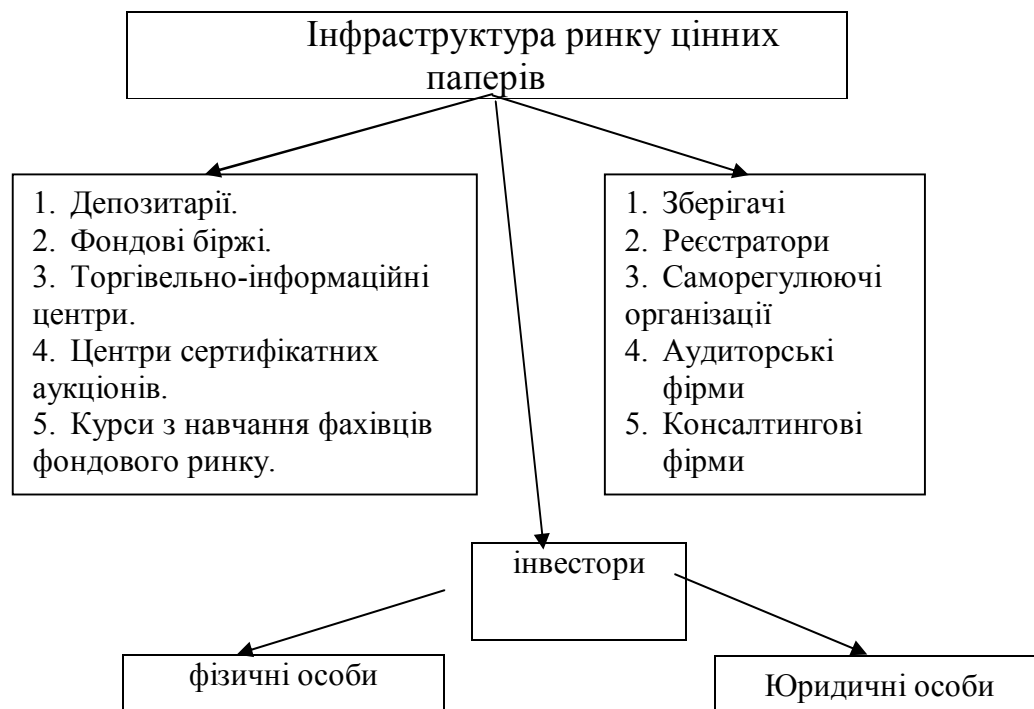 Інфраструктура ринку цінних
паперів
1. Депозитарії.
2. Фондові біржі.
3. Торгівельно-інформаційні
центри.
4. Центри сертифікатних
аукціонів.
5. Курси з навчання фахівців
фондового ринку.
1. Зберігачі
2. Реєстратори
3. Саморегулюючі
організації
4. Аудиторські
фірми
5. Консалтингові
фірми
інвестори
фізичні особи
Юридичні особи